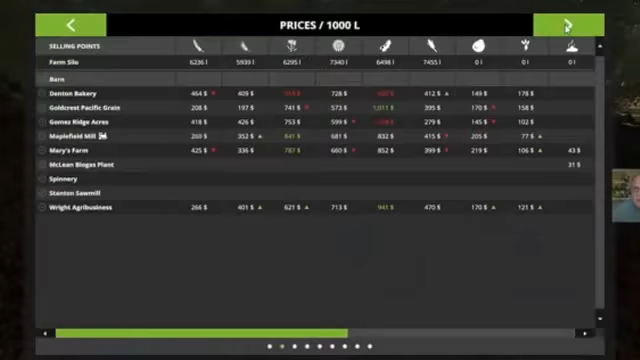 PRICES / 1000 L
SELLING POINTS
Farm Silo 6236 l 5939 l 6295 l 7340 l 6498 l 7455 l 0 l 0 l 0 l
Barn
Denton Bakery 464 $ 409 728 $ 412 $ 149 $ 178 $
Goldcrest Pacific Grain 208 $ 197 $ 741 $ 573 $ 1,011 $ 395 $ 170 $ 158 $
Gomez Ridge Acres 418 $ 426 $ 753 $ 599 $ 279 $ 145 $ 102 $
Maplefield Mill 260 $ 352 $ 841 $ 681 $ 832 $ 415 $ 205 $ 77 $
Mary's Farm 425 $ 336 $ 787 $ 660 $ 852 $ 399 $ 219 $ 106 $ 43 $
McLean Biogas Plant 31 $
Spinnery
Stanton Sawmill
Wright Agribusiness 266 $ 401 $ 621 $ 713 $ 941 $ 470 $ 170 $ 121 $